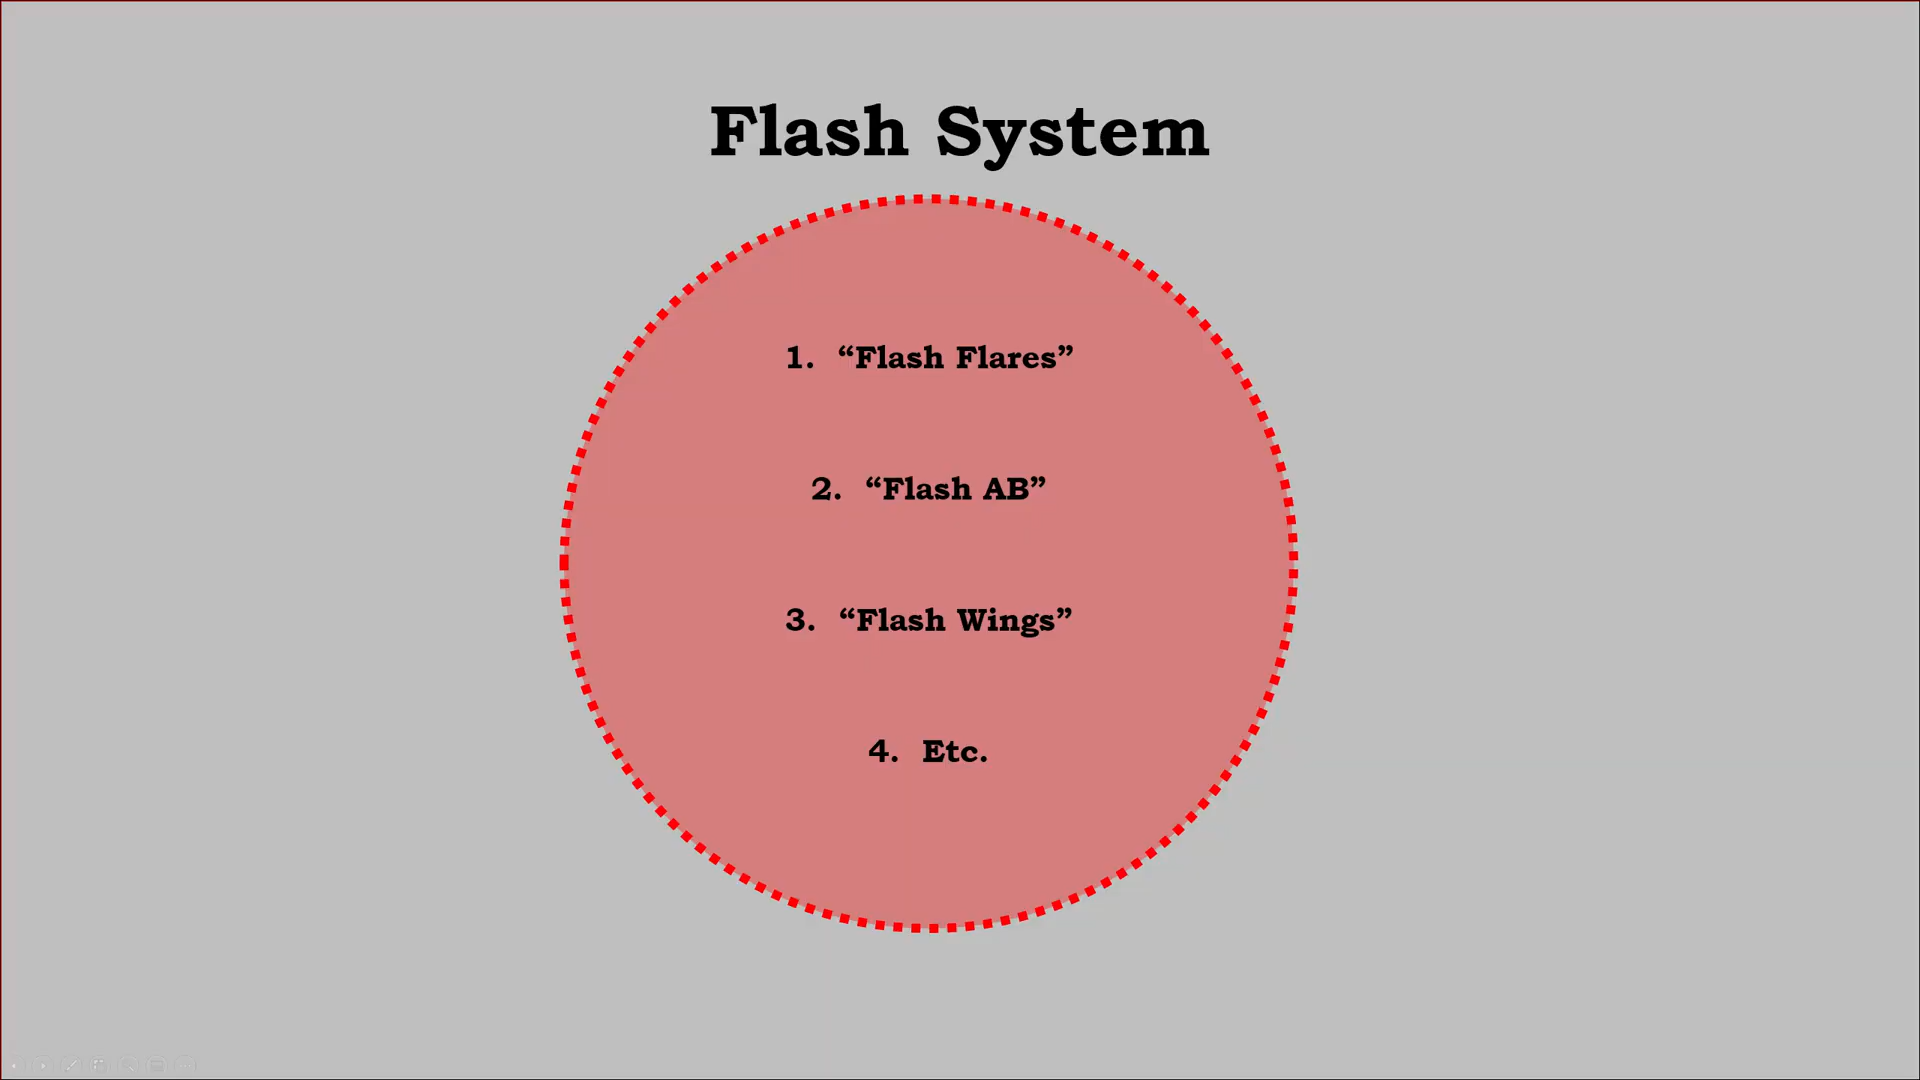 Flash System
1. “Flash Flares”
2. “Flash AB”
3. “Flash Wings”
4. Etc.